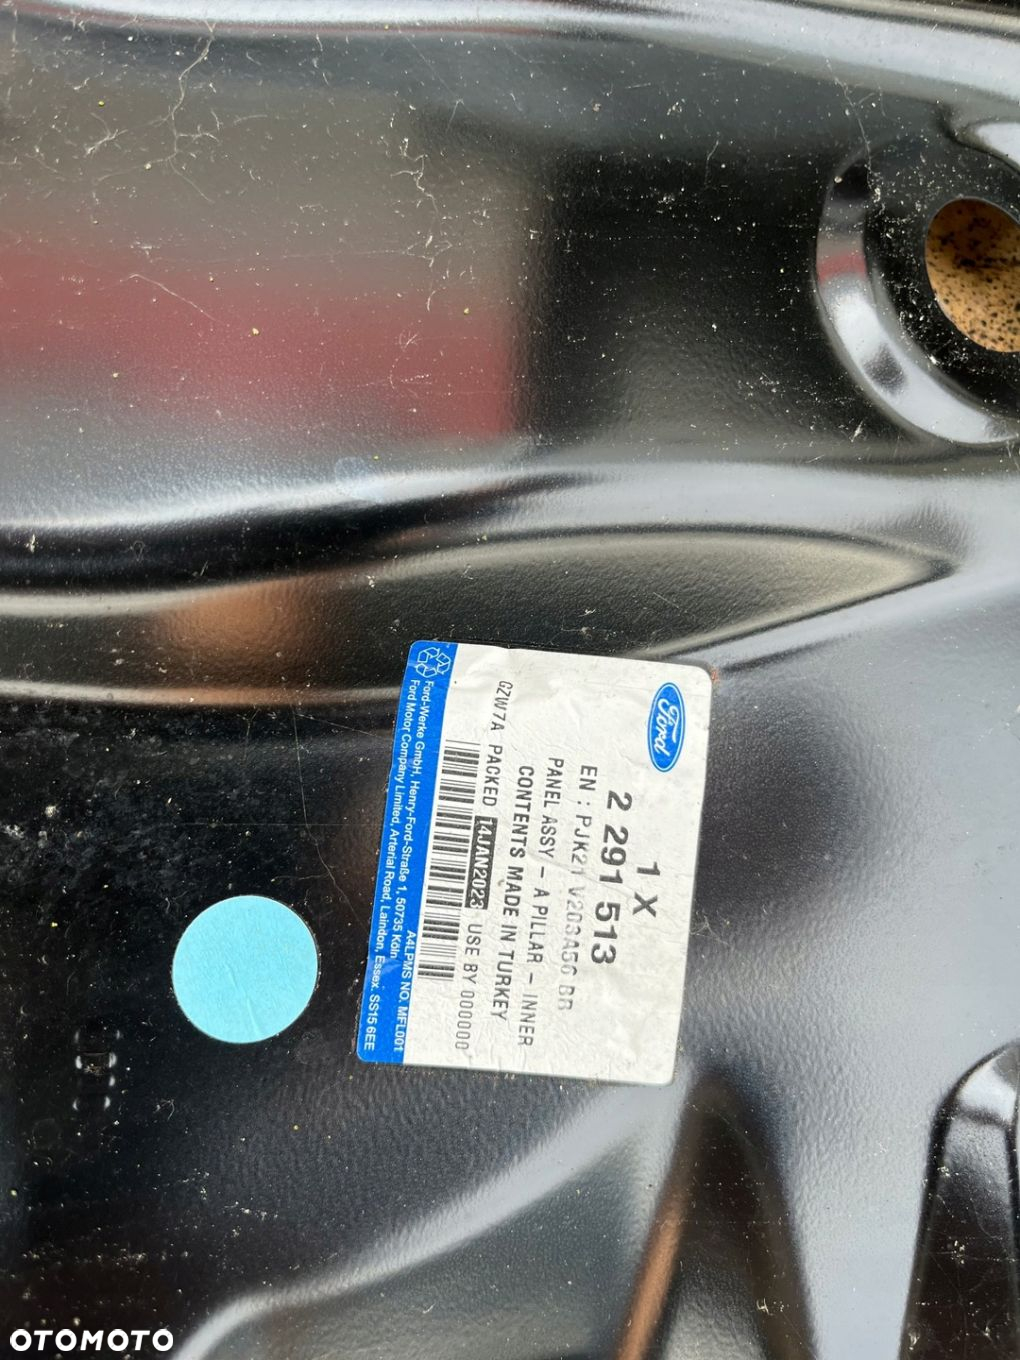 Ford
1 X
2 291 513
EN : PJK21 V203A56 BR
PANEL ASSY - A PILLAR - INNER
CONTENTS MADE IN TURKEY
GZW7A PACKED 14JAN2023 USE BY 000000
A4LPMS NO. MFL001
Ford-Werke GmbH, Henry-Ford-Straße 1, 50735 Köln
Ford Motor Company Limited, Arterial Road, Laindon, Essex. SS15 6EE
OTOMOTO